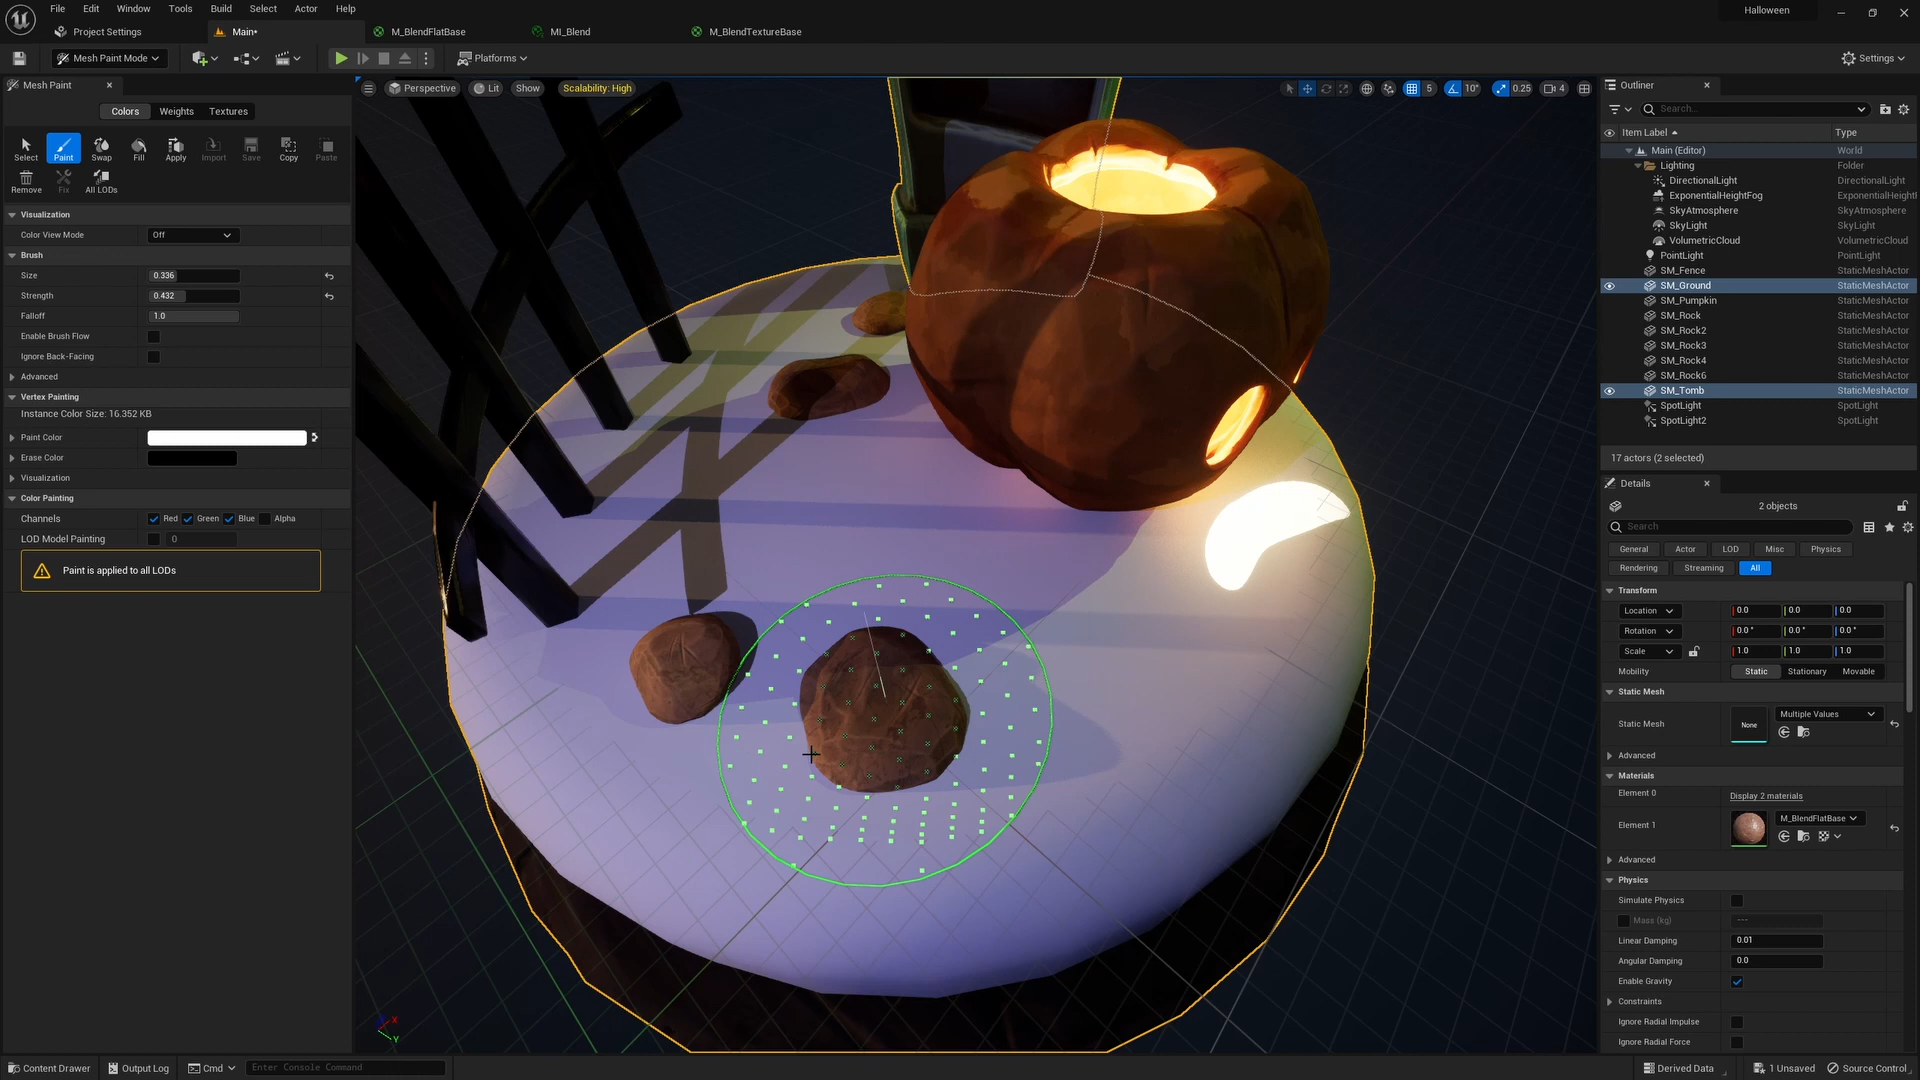 File Edit Window Tools Build Select Actor Help
Halloween
Project Settings Main* M_BlendFlatBase MI_Blend M_BlendTextureBase
Mesh Paint Mode Platforms Settings
Mesh Paint
Colors Weights Textures
Select Paint Swap Fill Apply Import Save Copy Paste
Remove Fix All LODs
Visualization
Color View Mode Off
Brush
Size 0.336
Strength 0.432
Falloff 1.0
Enable Brush Flow
Ignore Back-Facing
Advanced
Vertex Painting
Instance Color Size: 16.352 KB
Paint Color
Erase Color
Visualization
Color Painting
Channels Red Green Blue Alpha
LOD Model Painting 0
Paint is applied to all LODs
Perspective Lit Show Scalability: High 5 10° 0.25 4
X
Y
Outliner
Search...
Item Label Type
Main (Editor) World
Lighting Folder
DirectionalLight DirectionalLight
ExponentialHeightFog ExponentialHeightF
SkyAtmosphere SkyAtmosphere
SkyLight SkyLight
VolumetricCloud VolumetricCloud
PointLight PointLight
SM_Fence StaticMeshActor
SM_Ground StaticMeshActor
SM_Pumpkin StaticMeshActor
SM_Rock StaticMeshActor
SM_Rock2 StaticMeshActor
SM_Rock3 StaticMeshActor
SM_Rock4 StaticMeshActor
SM_Rock6 StaticMeshActor
SM_Tomb StaticMeshActor
SpotLight SpotLight
SpotLight2 SpotLight
17 actors (2 selected)
Details
2 objects
Search
General Actor LOD Misc Physics
Rendering Streaming All
Transform
Location 0.0 0.0 0.0
Rotation 0.0 ° 0.0 ° 0.0 °
Scale 1.0 1.0 1.0
Mobility Static Stationary Movable
Static Mesh
Static Mesh None Multiple Values
Advanced
Materials
Element 0 Display 2 materials
Element 1 M_BlendFlatBase
Advanced
Physics
Simulate Physics
Mass (kg) ---
Linear Damping 0.01
Angular Damping 0.0
Enable Gravity
Constraints
Ignore Radial Impulse
Ignore Radial Force
Content Drawer Output Log Cmd Enter Console Command Derived Data 1 Unsaved Source Control